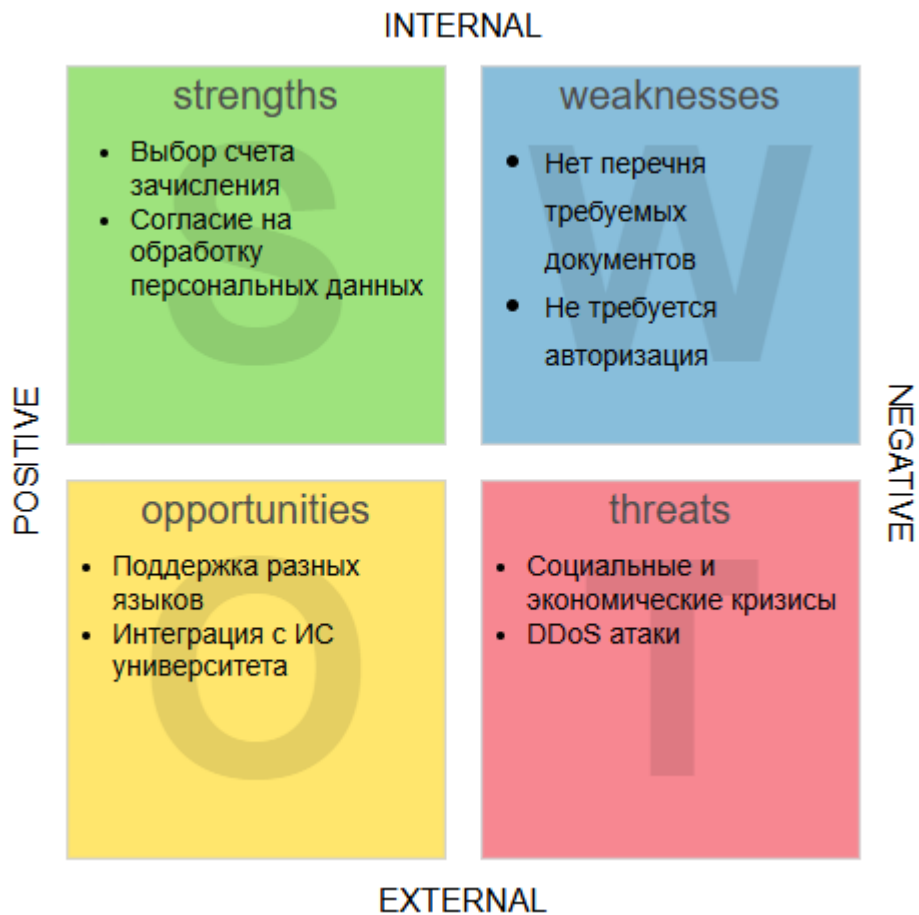 INTERNAL
strengths
• Выбор счета
зачисления
• Согласие на
обработку
персональных данных
S
weaknesses
• Нет перечня
требуемых
документов
• Не требуется
авторизация
W
POSITIVE
NEGATIVE
opportunities
• Поддержка разных
языков
• Интеграция с ИС
университета
O
threats
• Социальные и
экономические кризисы
• DDoS атаки
T
EXTERNAL